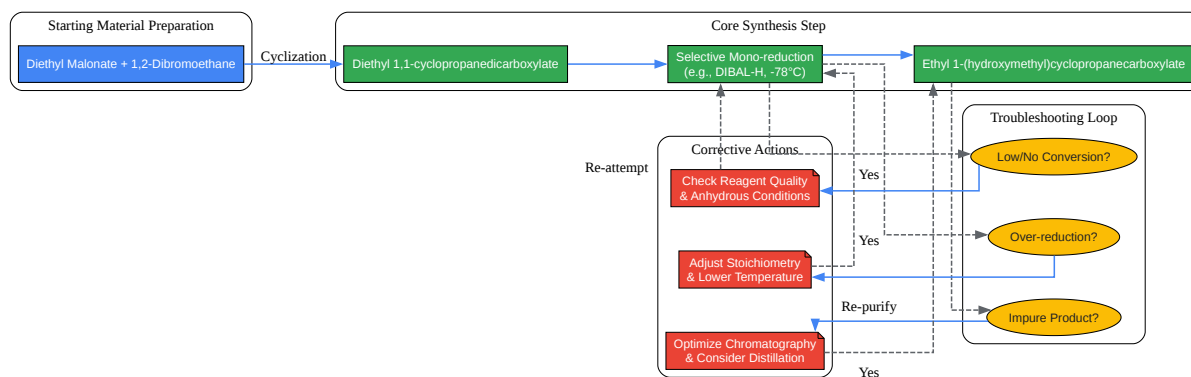 Starting Material Preparation
Core Synthesis Step
Diethyl Malonate + 1,2-Dibromoethane
Cyclization
Diethyl 1,1-cyclopropanedicarboxylate
Selective Mono-reduction
(e.g., DIBAL-H, -78°C)
Ethyl 1-(hydroxymethyl)cyclopropanecarboxylate
Troubleshooting Loop
Corrective Actions
Low/No Conversion?
Re-attempt
Yes
Check Reagent Quality
& Anhydrous Conditions
Over-reduction?
Yes
Adjust Stoichiometry
& Lower Temperature
Re-purify
Impure Product?
Optimize Chromatography
& Consider Distillation
Yes